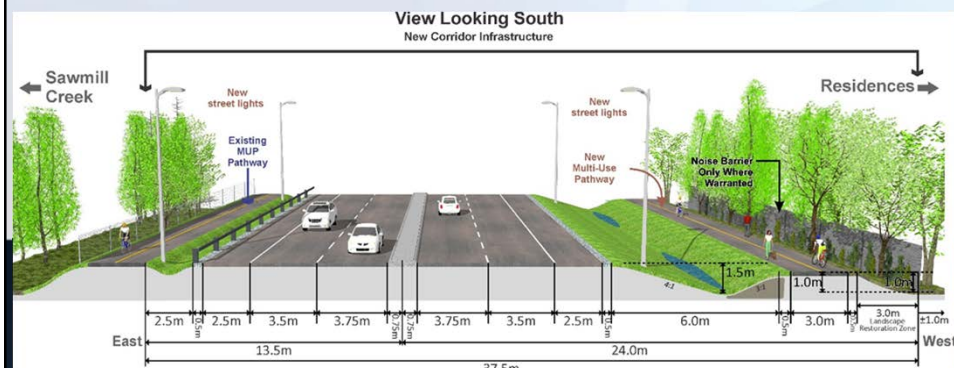 View Looking South
New Corridor Infrastructure
Sawmill
Creek
Residences
New
street lights
Existing
MUP
Pathway
New
street lights
New
Multi-Use
Pathway
Noise Barrier
Only Where
Warranted
1.5m
4:1
3:1
1.0m
1.0m
2.5m
0.5m
2.5m
3.5m
3.75m
0.75m
0.75m
3.75m
3.5m
2.5m
0.5m
6.0m
0.5m
3.0m
3.0m
Landscape
Restoration Zone
±1.0m
East
West
13.5m
24.0m
37.5m